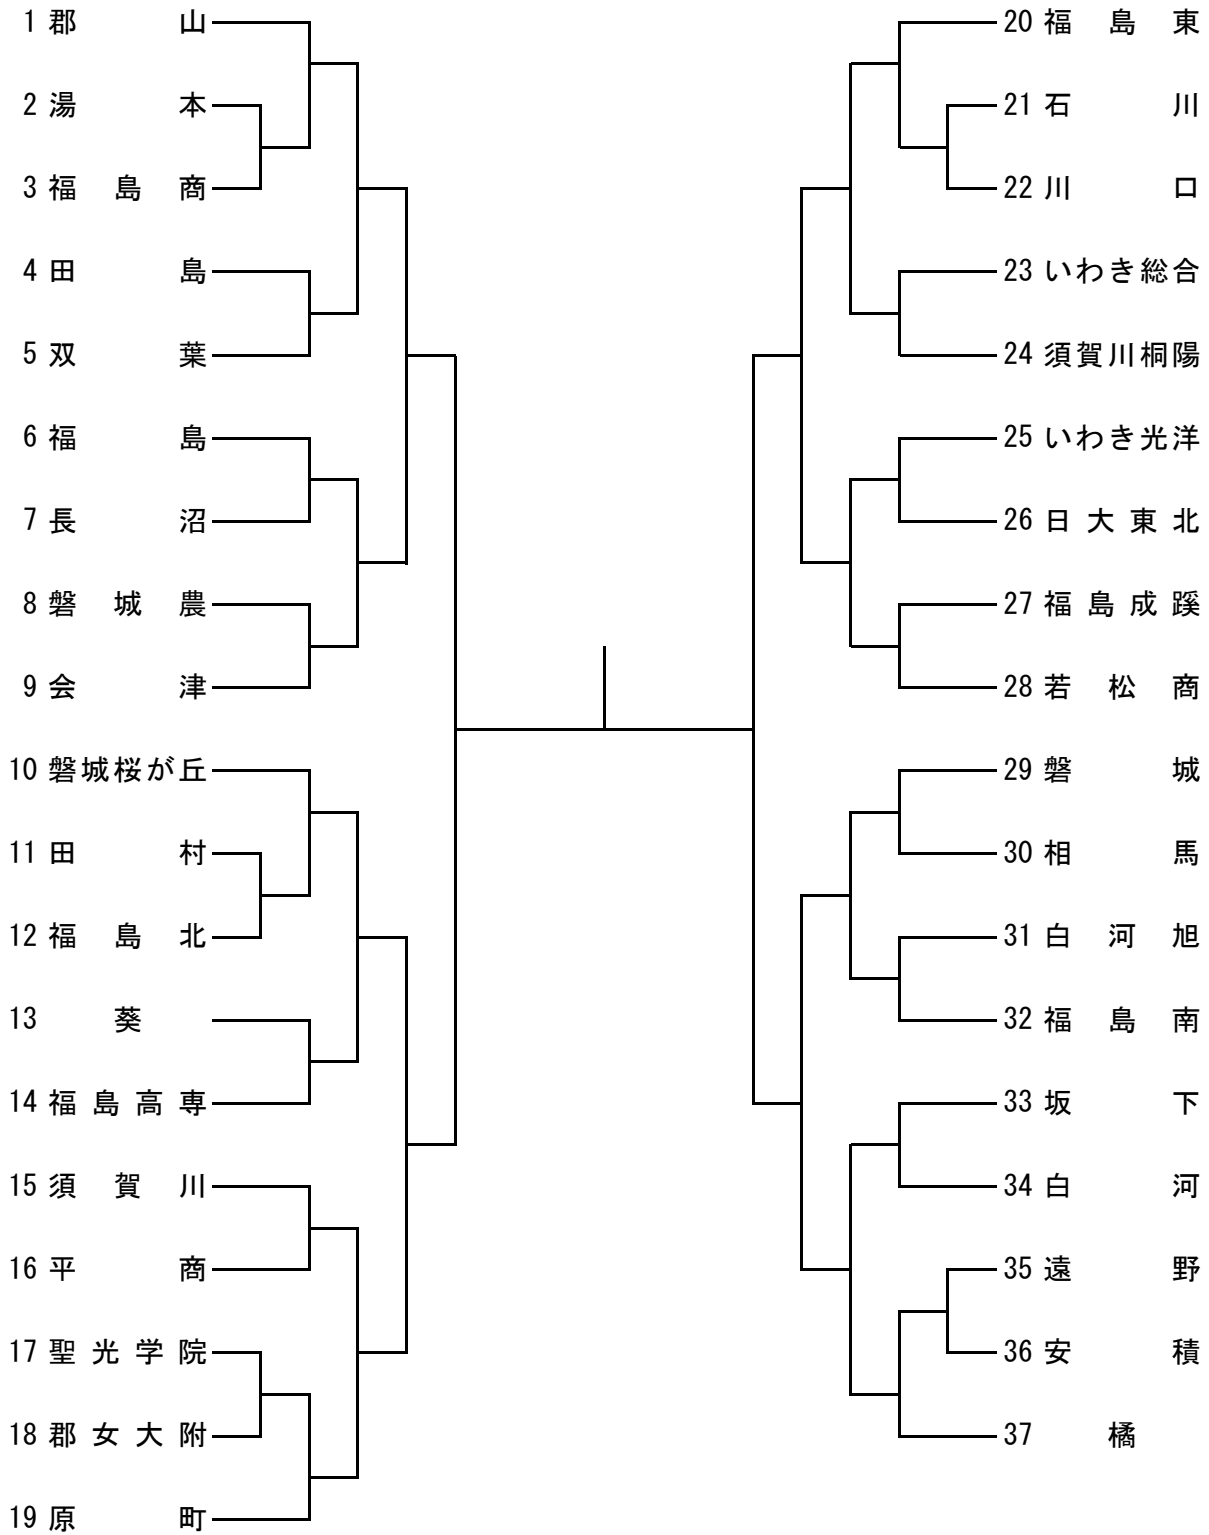 1 郡山
2 湯本
3 福島商
4 田島
5 双葉
6 福島
7 長沼
8 磐城農
9 会津
10 磐城桜が丘
11 田村
12 福島北
13 葵
14 福島高専
15 須賀川
16 平商
17 聖光学院
18 郡女大附
19 原町
20 福島東
21 石川
22 川口
23 いわき総合
24 須賀川桐陽
25 いわき光洋
26 日大東北
27 福島成蹊
28 若松商
29 磐城
30 相馬
31 白河旭
32 福島南
33 坂下
34 白河
35 遠野
36 安積
37 橘